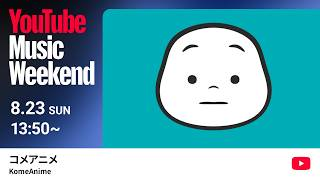 YouTube
Music
Weekend
8.23 SUN
13:50~
コメアニメ
KomeAnime